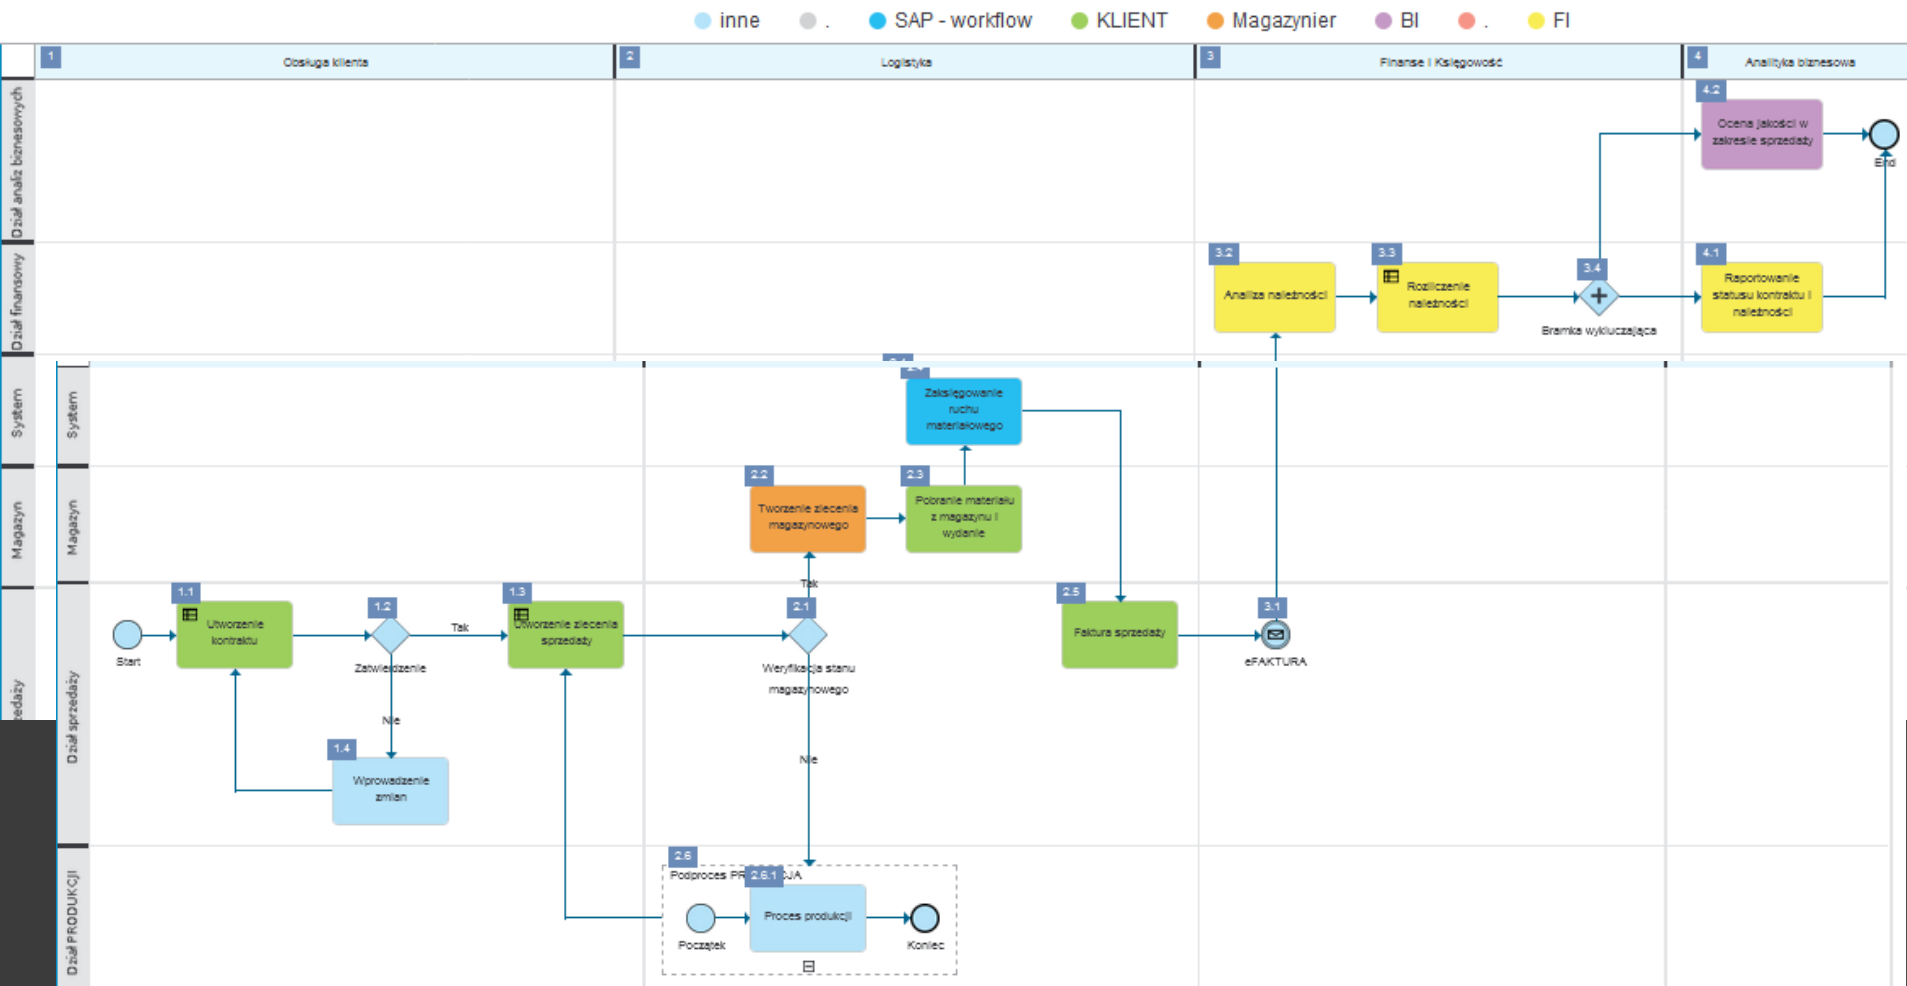 inne . SAP - workflow KLIENT Magazynier BI . FI
1 Obsługa klienta 2 Logistyka 3 Finanse i Księgowość 4 Analityka biznesowa
Dział analiz biznesowych
4.2
Ocena jakości w
zakresie sprzedaży
End
Dział finansowy
3.2
Analiza należności
3.3
Rozliczenie
należności
3.4
Bramka wykluczająca
4.1
Raportowanie
statusu kontraktu i
należności
System
System
2.4
Zaksięgowanie
ruchu
materiałowego
Magazyn
Magazyn
2.2
Tworzenie zlecenia
magazynowego
2.3
Pobranie materiału
z magazynu i
wydanie
Tak
Dział sprzedaży
Start
1.1
Utworzenie
kontraktu
1.2
Zatwierdzenie
Tak
1.3
Utworzenie zlecenia
sprzedaży
2.1
Weryfikacja stanu
magazynowego
2.5
Faktura sprzedaży
3.1
eFAKTURA
Nie
1.4
Wprowadzenie
zmian
Nie
Dział PRODUKCJI
2.6
Podproces
2.6.1
Początek
Proces produkcji
Koniec